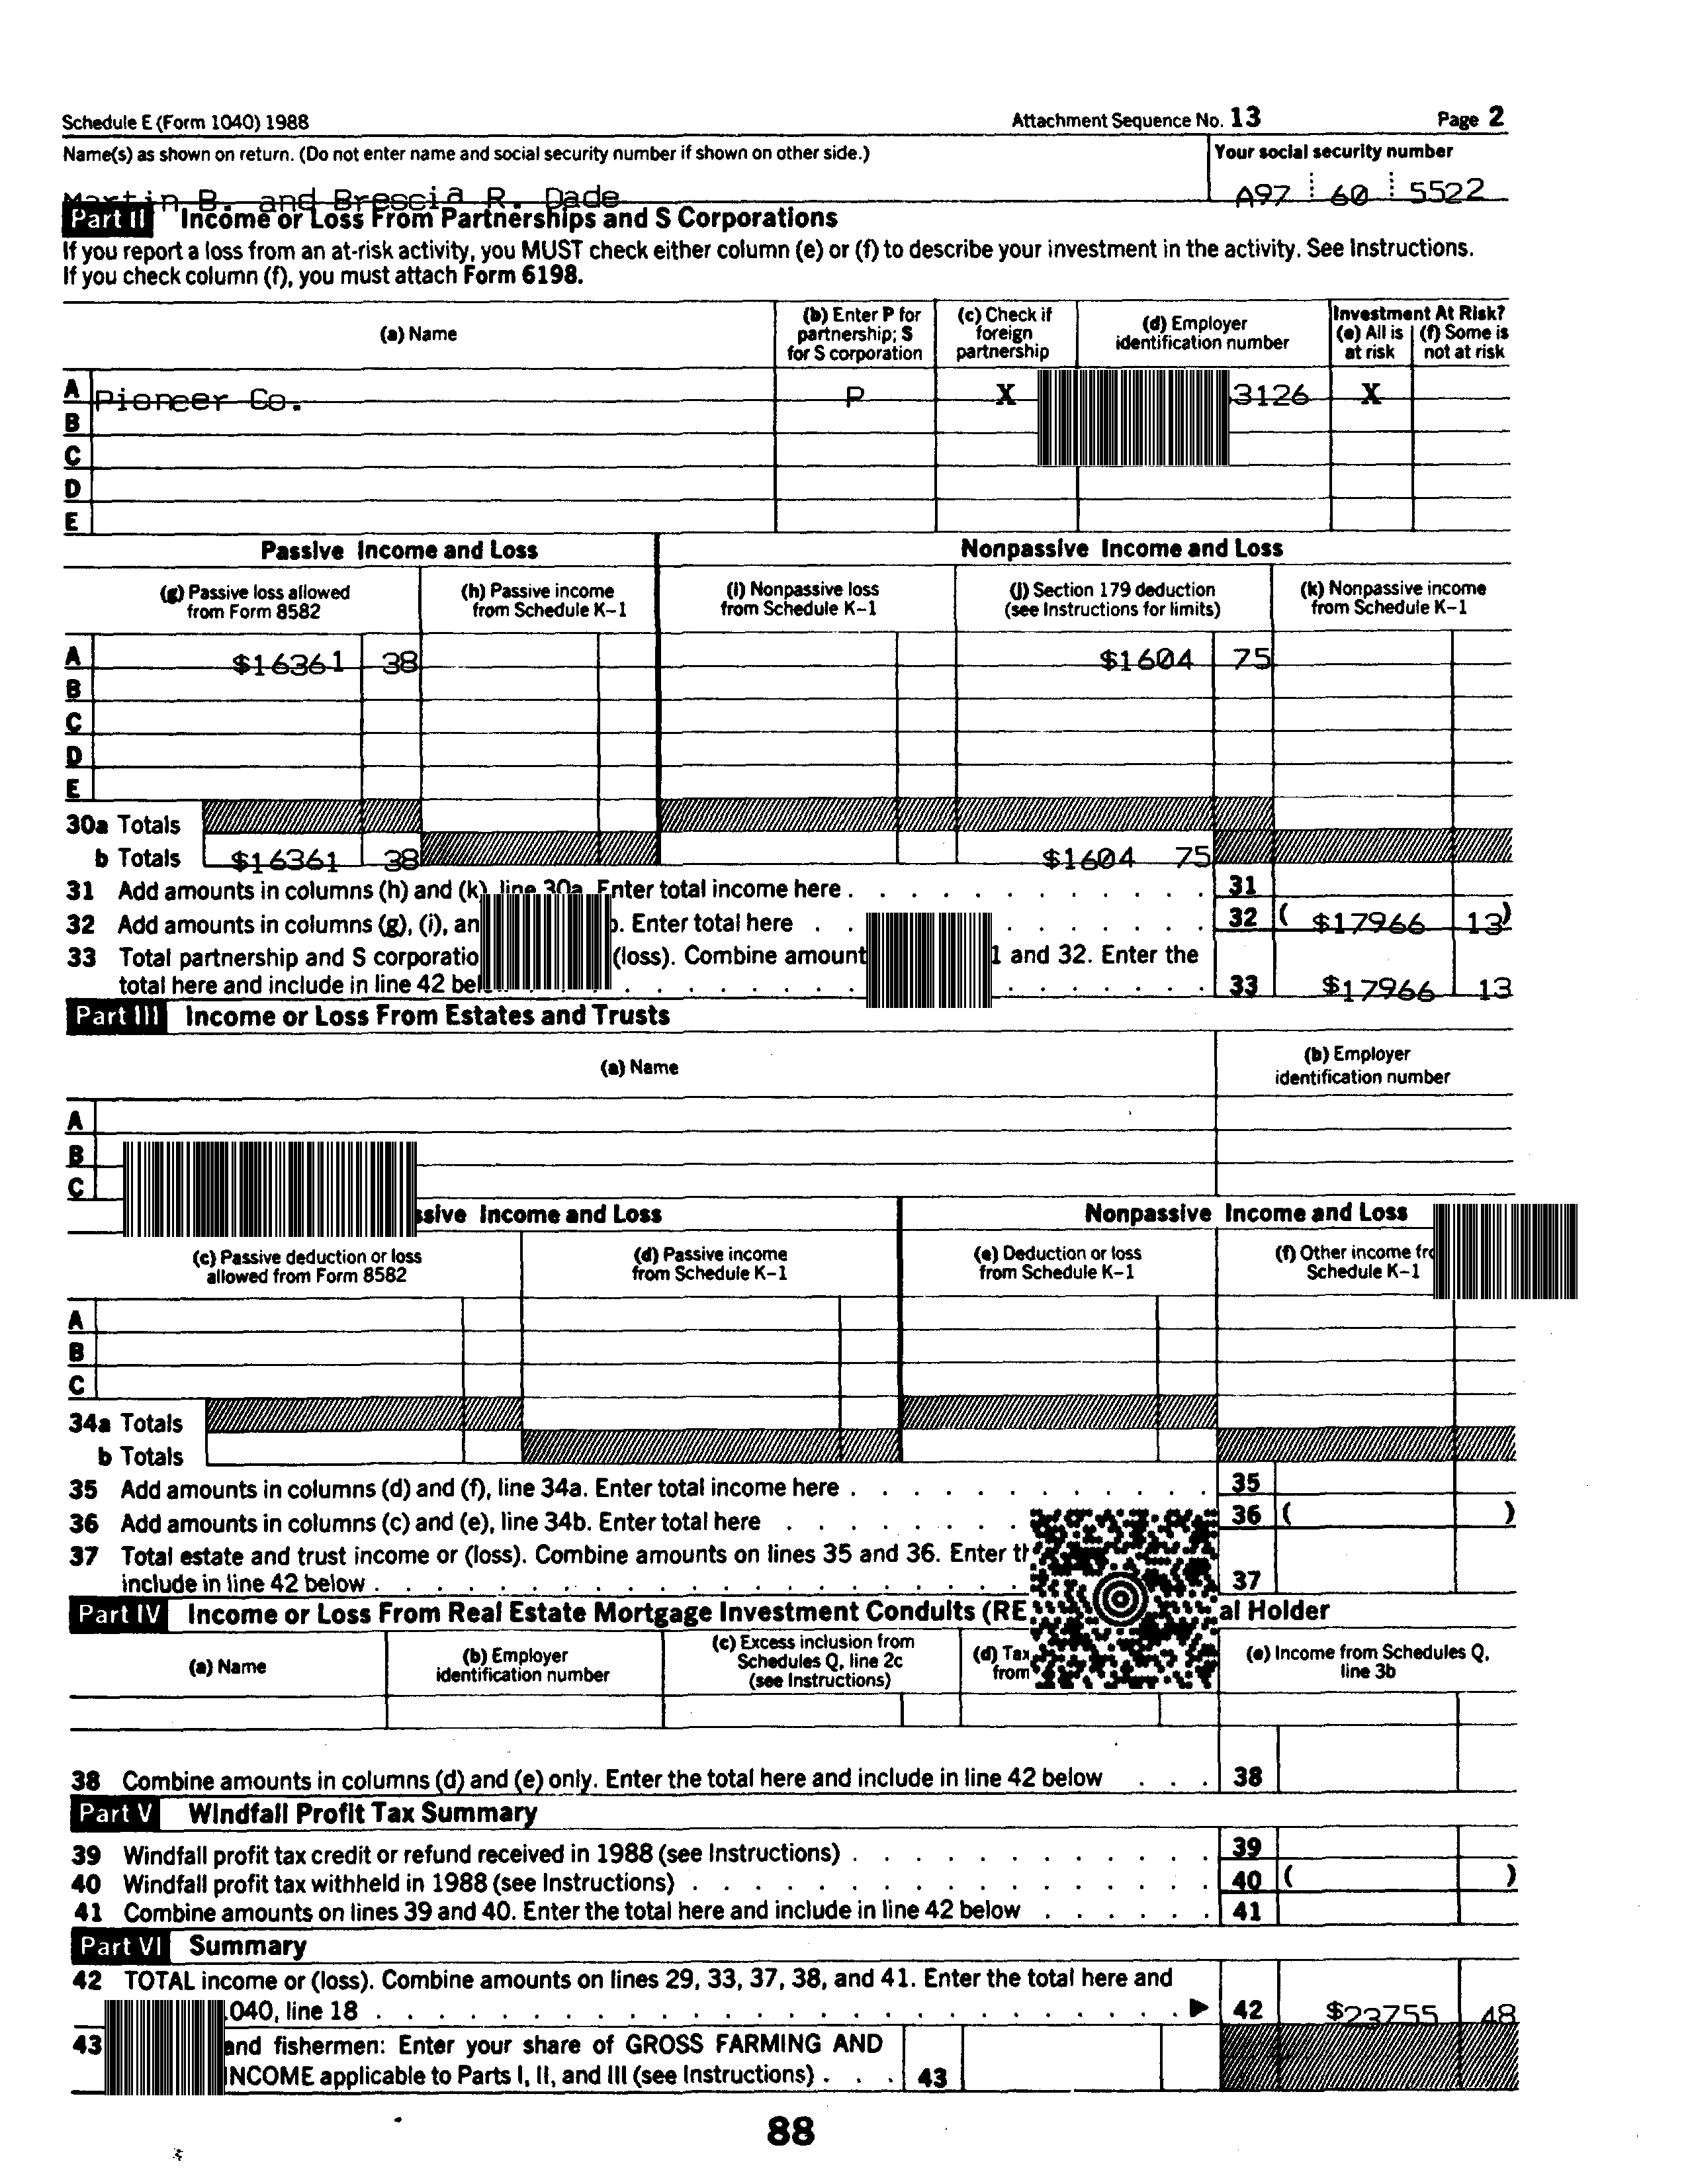 Schedule E (Form 1040) 1988 Attachment Sequence No. 13 Page 2
Name(s) as shown on return. (Do not enter name and social security number if shown on other side.) Your social security number
Martin B. and Brescia R. Dade A97 60 5522
Part II Income or Loss From Partnerships and S Corporations
If you report a loss from an at-risk activity, you MUST check either column (e) or (f) to describe your investment in the activity. See Instructions.
If you check column (f), you must attach Form 6198.
(a) Name
(b) Enter P for partnership; S for S corporation
(c) Check if foreign partnership
(d) Employer identification number
Investment At Risk?
(e) All is at risk
(f) Some is not at risk
A Pioneer Co. P X 3126 X
B
C
D
E
Passive Income and Loss Nonpassive Income and Loss
(g) Passive loss allowed from Form 8582
(h) Passive income from Schedule K-1
(i) Nonpassive loss from Schedule K-1
(j) Section 179 deduction (see Instructions for limits)
(k) Nonpassive income from Schedule K-1
A $16361 38 $1604 75
B
C
D
E
30a Totals
b Totals $16361 38 $1604 75
31 Add amounts in columns (h) and (k), line 30a. Enter total income here . 31
32 Add amounts in columns (g), (i), an . Enter total here 32 ( $17966 13)
33 Total partnership and S corporatio (loss). Combine amount 1 and 32. Enter the
total here and include in line 42 33 $17966 13
Part III Income or Loss From Estates and Trusts
(a) Name
(b) Employer identification number
A
B
C
Income and Loss Nonpassive Income and Loss
(c) Passive deduction or loss allowed from Form 8582
(d) Passive income from Schedule K-1
(e) Deduction or loss from Schedule K-1
(f) Other income Schedule K-1
A
B
C
34a Totals
b Totals
35 Add amounts in columns (d) and (f), line 34a. Enter total income here . 35
36 Add amounts in columns (c) and (e), line 34b. Enter total here 36 ( )
37 Total estate and trust income or (loss). Combine amounts on lines 35 and 36. Enter
include in line 42 below . 37
Part IV Income or Loss From Real Estate Mortgage Investment Conduits (RE al Holder
(a) Name
(b) Employer identification number
(c) Excess inclusion from Schedules Q, line 2c (see Instructions)
(d) Tax from
(e) Income from Schedules Q, line 3b
38 Combine amounts in columns (d) and (e) only. Enter the total here and include in line 42 below . . . 38
Part V Windfall Profit Tax Summary
39 Windfall profit tax credit or refund received in 1988 (see Instructions) . 39
40 Windfall profit tax withheld in 1988 (see Instructions) . 40 ( )
41 Combine amounts on lines 39 and 40. Enter the total here and include in line 42 below . 41
Part VI Summary
42 TOTAL income or (loss). Combine amounts on lines 29, 33, 37, 38, and 41. Enter the total here and
040, line 18 . ▶ 42 $23755 48
43 and fishermen: Enter your share of GROSS FARMING AND
INCOME applicable to Parts I, II, and III (see Instructions) . . . 43
88